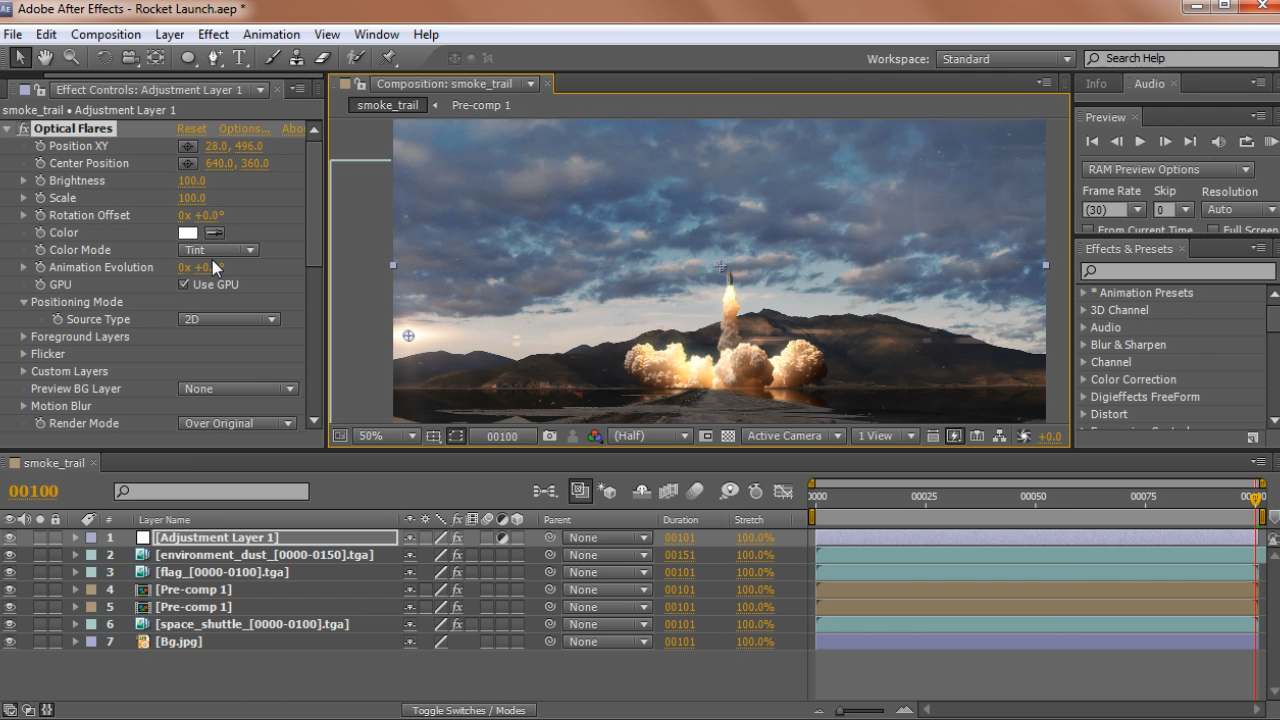 Adobe After Effects - Rocket Launch.aep *
File Edit Composition Layer Effect Animation View Window Help
Workspace: Standard Search Help
Effect Controls: Adjustment Layer 1
smoke_trail • Adjustment Layer 1
fx Optical Flares Reset Options... Abo
Position XY 28.0, 496.0
Center Position 640.0, 360.0
Brightness 100.0
Scale 100.0
Rotation Offset 0x +0.0°
Color
Color Mode Tint
Animation Evolution 0x
GPU Use GPU
Positioning Mode
Source Type 2D
Foreground Layers
Flicker
Custom Layers
Preview BG Layer None
Motion Blur
Render Mode Over Original
Composition: smoke_trail
smoke_trail Pre-comp 1
50% 00100 (Half) Active Camera 1 View +0.0
Info Audio
Preview
RAM Preview Options
Frame Rate Skip Resolution
(30) 0 Auto
From Current Time Full Screen
Effects & Presets
* Animation Presets
3D Channel
Audio
Blur & Sharpen
Channel
Color Correction
Digieffects FreeForm
Distort
smoke_trail
00100
0000 00025 00050 00075
# Layer Name fx Parent Duration Stretch
1 [Adjustment Layer 1] fx None 00101 100.0%
2 [environment_dust_[0000-0150].tga] fx None 00151 100.0%
3 [flag_[0000-0100].tga] fx None 00101 100.0%
4 [Pre-comp 1] fx None 00101 100.0%
5 [Pre-comp 1] fx None 00101 100.0%
6 [space_shuttle_[0000-0100].tga] fx None 00101 100.0%
7 [Bg.jpg] None 00101 100.0%
Toggle Switches / Modes